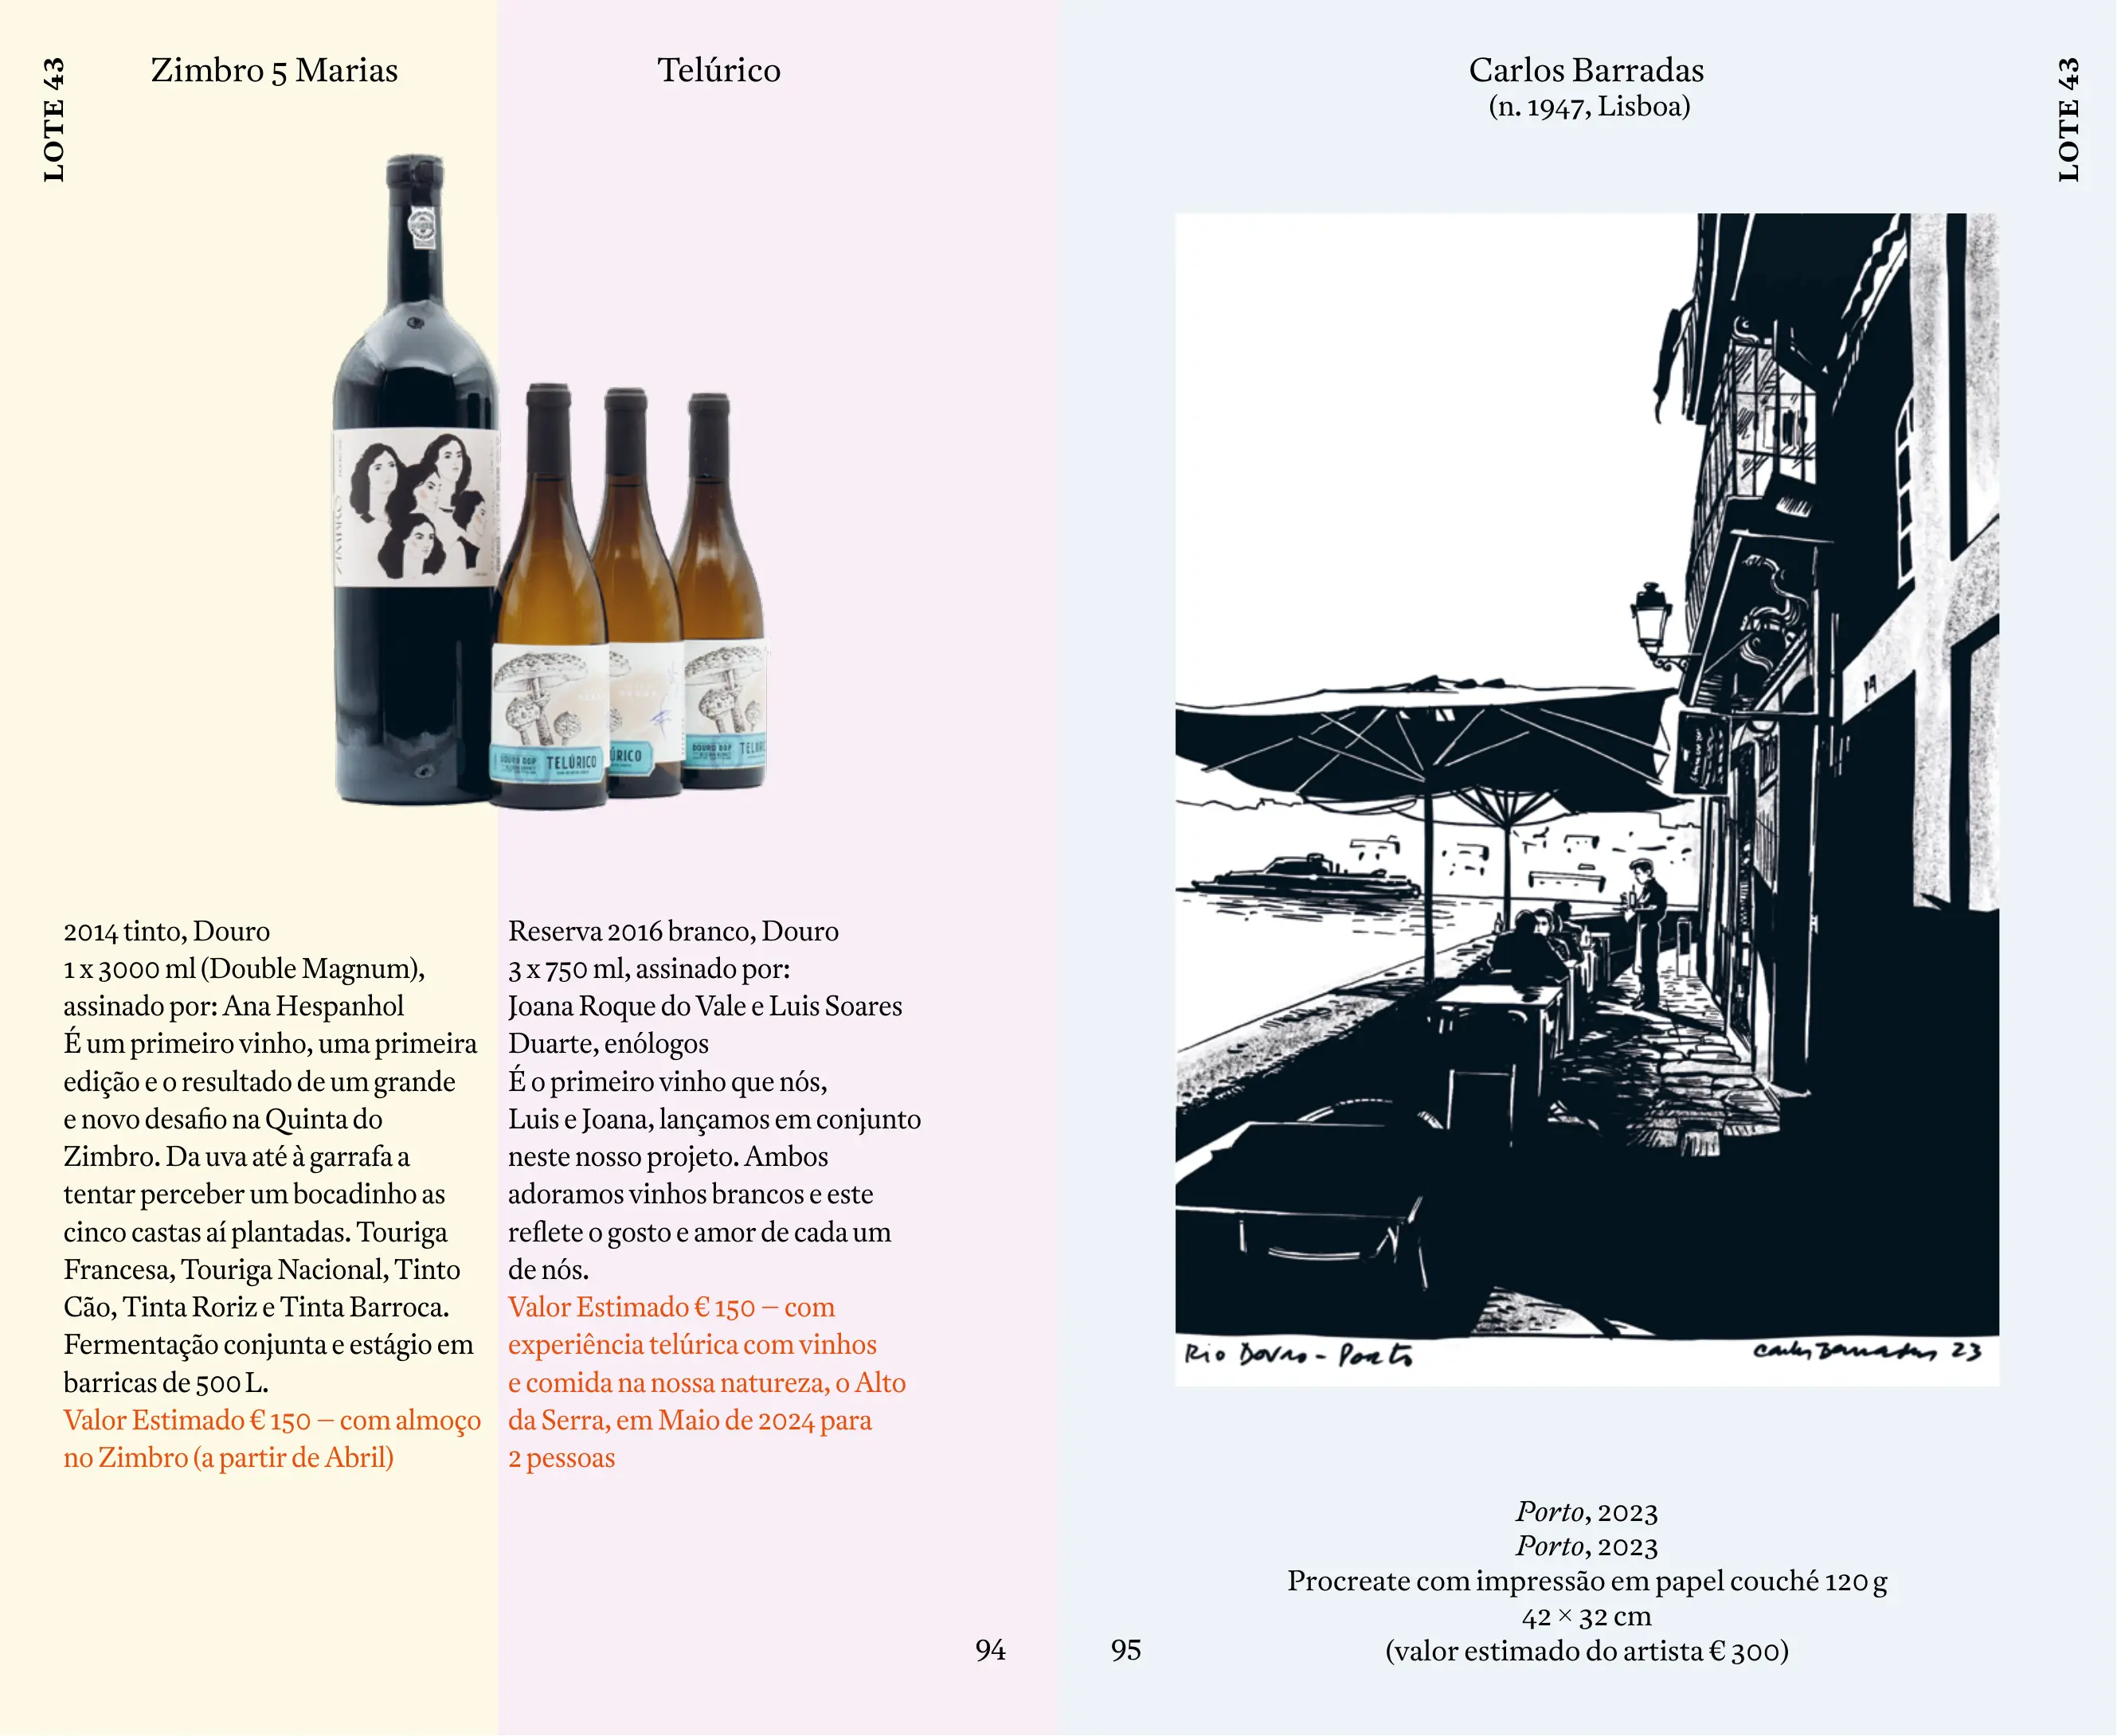 LOTE 43
Zimbro 5 Marias
2014 tinto, Douro
1 x 3000 ml (Double Magnum),
assinado por: Ana Hespanhol
É um primeiro vinho, uma primeira
edição e o resultado de um grande
e novo desafio na Quinta do
Zimbro. Da uva até à garrafa a
tentar perceber um bocadinho as
cinco castas aí plantadas. Touriga
Francesa, Touriga Nacional, Tinto
Cão, Tinta Roriz e Tinta Barroca.
Fermentação conjunta e estágio em
barricas de 500 L.
Valor Estimado € 150 – com almoço
no Zimbro (a partir de Abril)
Telúrico
ZIMBRO
DOURO DOP TELÚRICO
ÚRICO
DOURO DOP TELÚRIC
Reserva 2016 branco, Douro
3 x 750 ml, assinado por:
Joana Roque do Vale e Luis Soares
Duarte, enólogos
É o primeiro vinho que nós,
Luis e Joana, lançamos em conjunto
neste nosso projeto. Ambos
adoramos vinhos brancos e este
reflete o gosto e amor de cada um
de nós.
Valor Estimado € 150 – com
experiência telúrica com vinhos
e comida na nossa natureza, o Alto
da Serra, em Maio de 2024 para
2 pessoas
94
Carlos Barradas
(n. 1947, Lisboa)
LOTE 43
19
Rio Douro - Porto
Carlos Barradas 23
Porto, 2023
Porto, 2023
Procreate com impressão em papel couché 120 g
42 × 32 cm
(valor estimado do artista € 300)
95